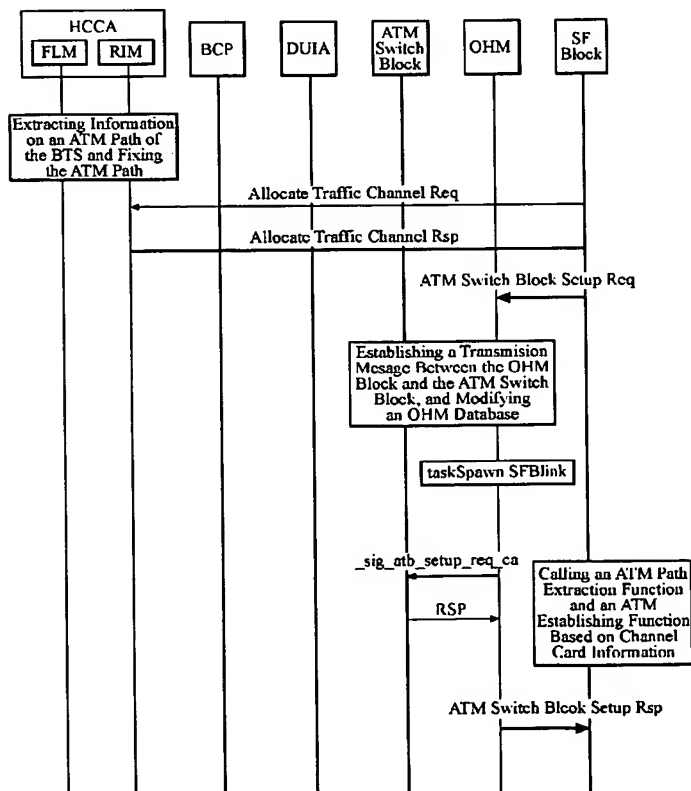 HCCA
FLM
RIM
BCP
DUIA
ATM
Switch
Block
OHM
SF
Block
Extracting Information
on an ATM Path of
the BTS and Fixing
the ATM Path
Allocate Traffic Channel Req
Allocate Traffic Channel Rsp
ATM Switch Block Setup Req
Establishing a Transmision
Message Between the OHM
Block and the ATM Switch
Block, and Modifying
an OHM Database
taskSpawn SFBlink
_sig_atb_setup_req_ca
RSP
Calling an ATM Path
Extraction Function
and an ATM
Establishing Function
Based on Channel
Card Information
ATM Switch Blcok Setup Rsp